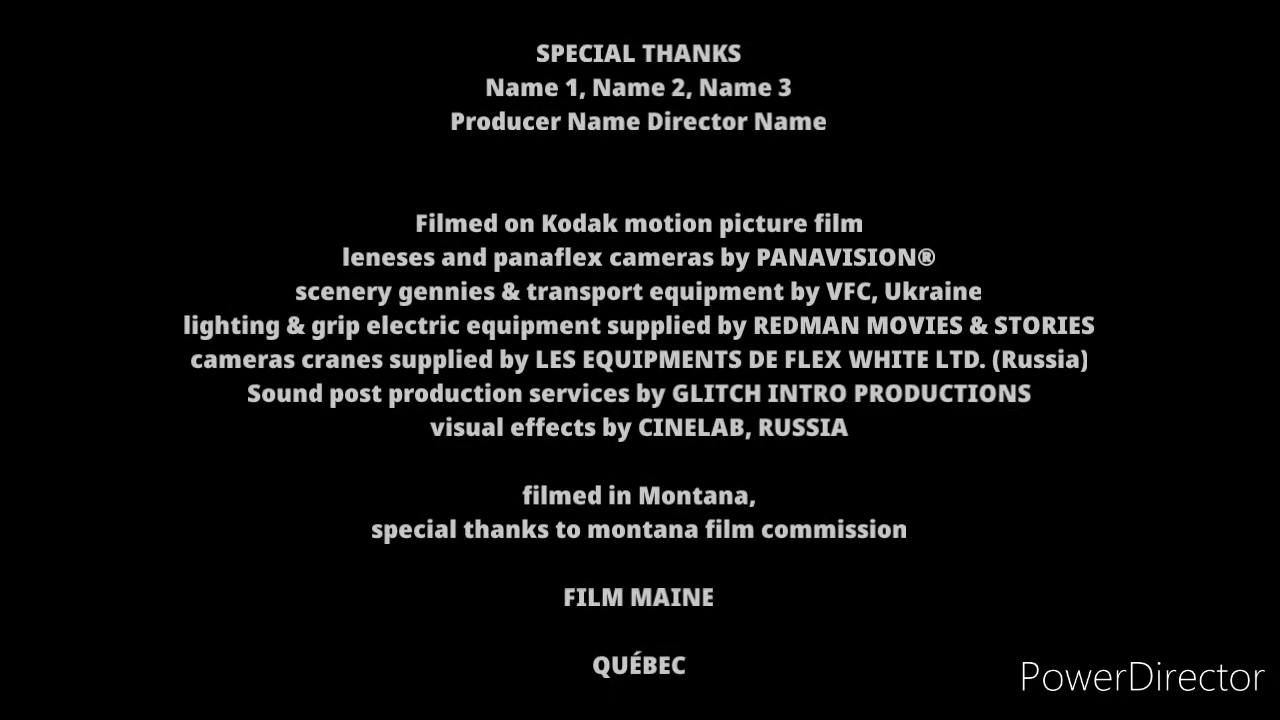 SPECIAL THANKS
Name 1, Name 2, Name 3
Producer Name Director Name
Filmed on Kodak motion picture film
leneses and panaflex cameras by PANAVISION®
scenery gennies & transport equipment by VFC, Ukraine
lighting & grip electric equipment supplied by REDMAN MOVIES & STORIES
cameras cranes supplied by LES EQUIPMENTS DE FLEX WHITE LTD. (Russia)
Sound post production services by GLITCH INTRO PRODUCTIONS
visual effects by CINELAB, RUSSIA
filmed in Montana,
special thanks to montana film commission
FILM MAINE
QUÉBEC
PowerDirector